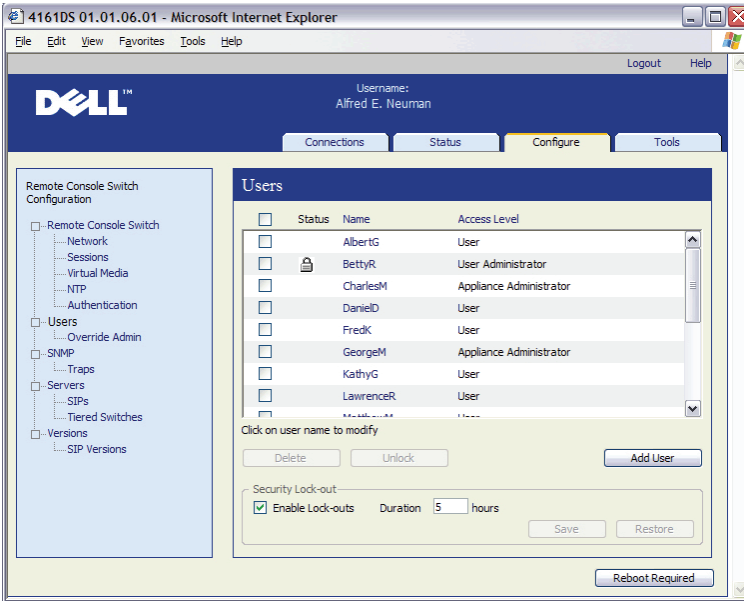 4161DS 01.01.06.01 - Microsoft Internet Explorer
File Edit View Favorites Tools Help
Logout Help
DELL™
Username:
Alfred E. Neuman
Connections Status Configure Tools
Remote Console Switch
Configuration
Remote Console Switch
Network
Sessions
Virtual Media
NTP
Authentication
Users
Override Admin
SNMP
Traps
Servers
SIPs
Tiered Switches
Versions
SIP Versions
Users
Status Name Access Level
AlbertG User
BettyR User Administrator
CharlesM Appliance Administrator
DanielD User
FredK User
GeorgeM Appliance Administrator
KathyG User
LawrenceR User
MatthewM User
Click on user name to modify
Delete Unlock Add User
Security Lock-out
Enable Lock-outs Duration 5 hours
Save Restore
Reboot Required